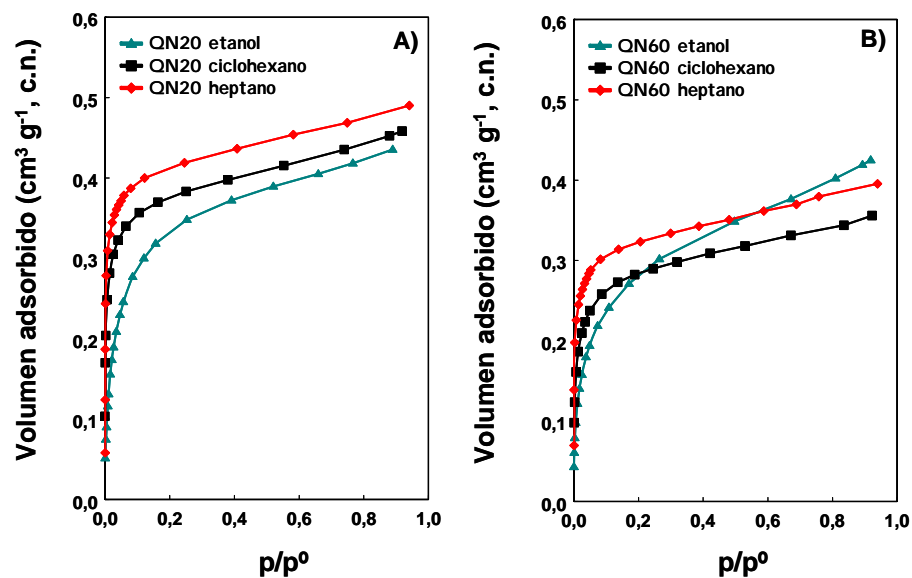 A)
QN20 etanol
QN20 ciclohexano
QN20 heptano
Volumen adsorbido (cm³ g⁻¹, c.n.)
0,6
0,5
0,4
0,3
0,2
0,1
0,0
0,0 0,2 0,4 0,6 0,8 1,0
p/p⁰
B)
QN60 etanol
QN60 ciclohexano
QN60 heptano
Volumen adsorbido (cm³ g⁻¹, c.n.)
0,6
0,5
0,4
0,3
0,2
0,1
0,0
0,0 0,2 0,4 0,6 0,8 1,0
p/p⁰